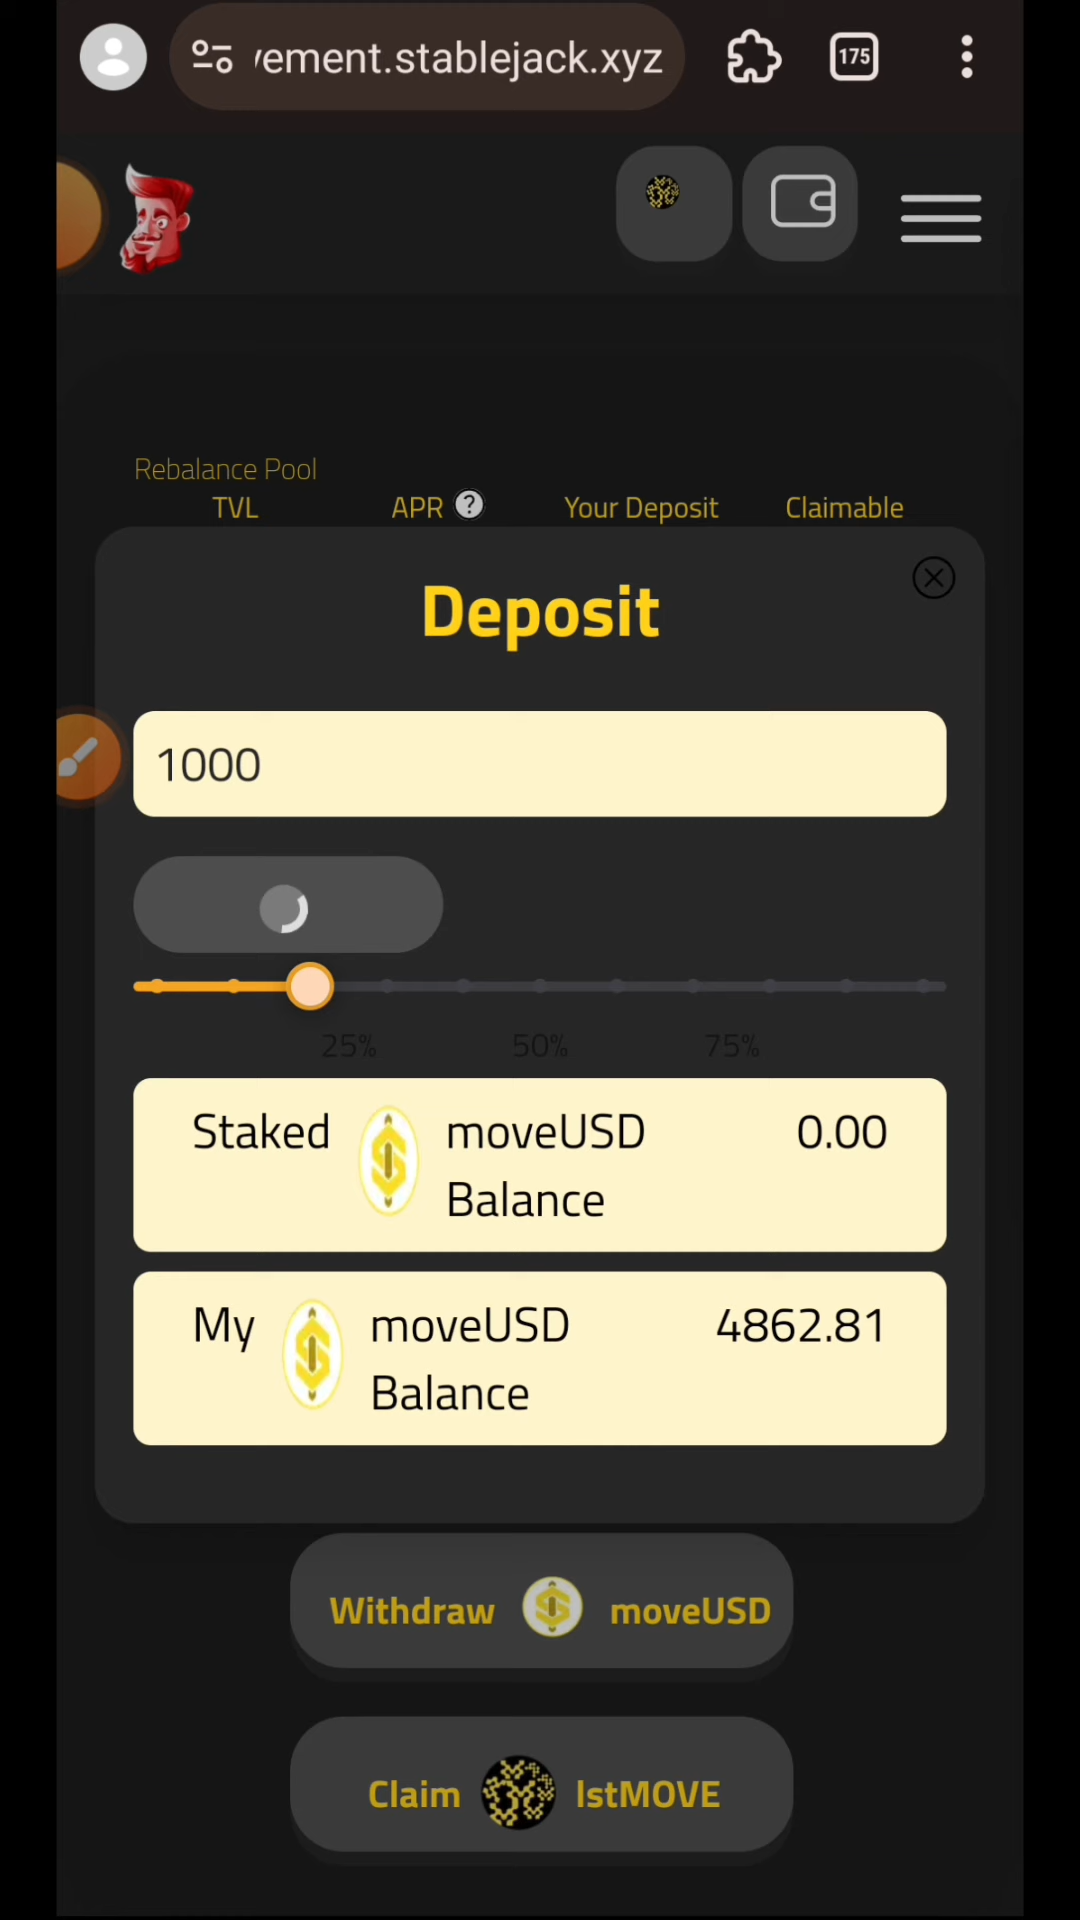 vement.stablejack.xyz
175
Rebalance Pool
TVL APR ? Your Deposit Claimable
Deposit
1000
25% 50% 75%
Staked moveUSD 0.00
Balance
My moveUSD 4862.81
Balance
Withdraw moveUSD
Claim lstMOVE